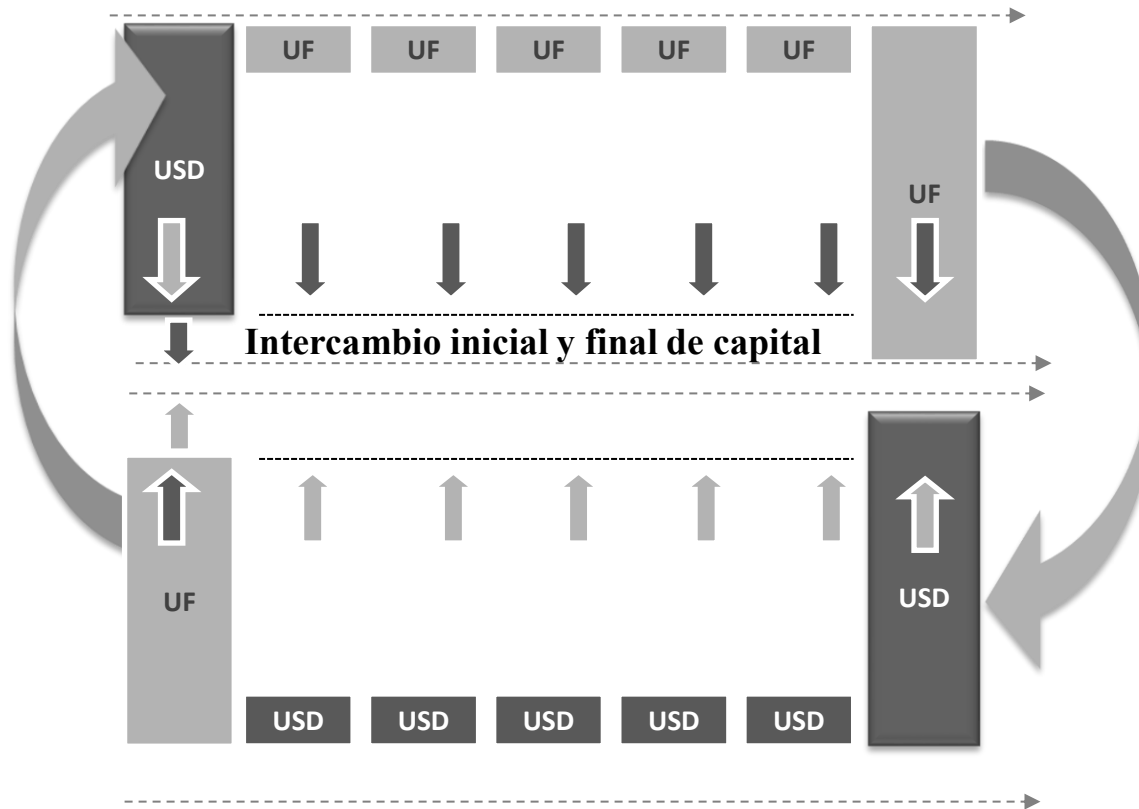 UF UF UF UF UF
USD
UF
Intercambio inicial y final de capital
UF
USD
USD USD USD USD USD